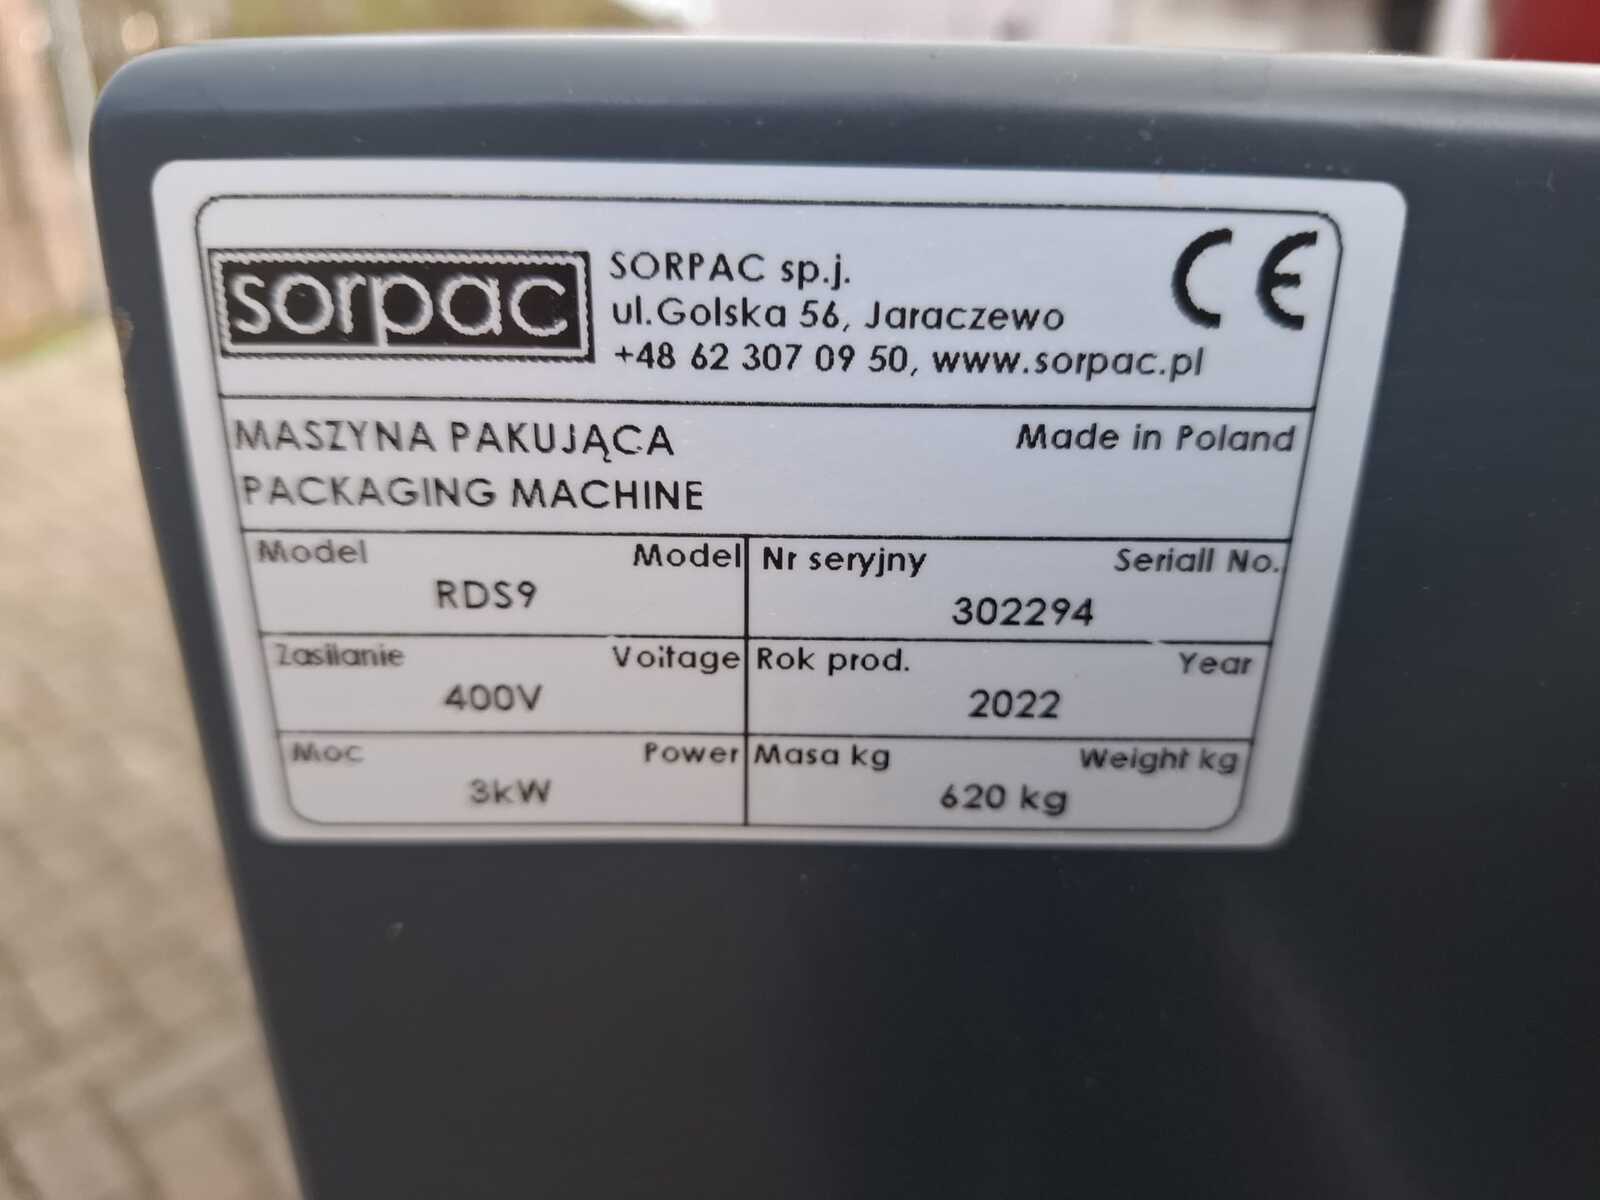 sorpac
SORPAC sp.j.
ul.Golska 56, Jaraczewo
+48 62 307 09 50, www.sorpac.pl
CE
MASZYNA PAKUJĄCA
Made in Poland
PACKAGING MACHINE
Model Model
RDS9
Nr seryjny Seriall No.
302294
Zasilanie Voltage
400V
Rok prod. Year
2022
Moc Power
3kW
Masa kg Weight kg
620 kg